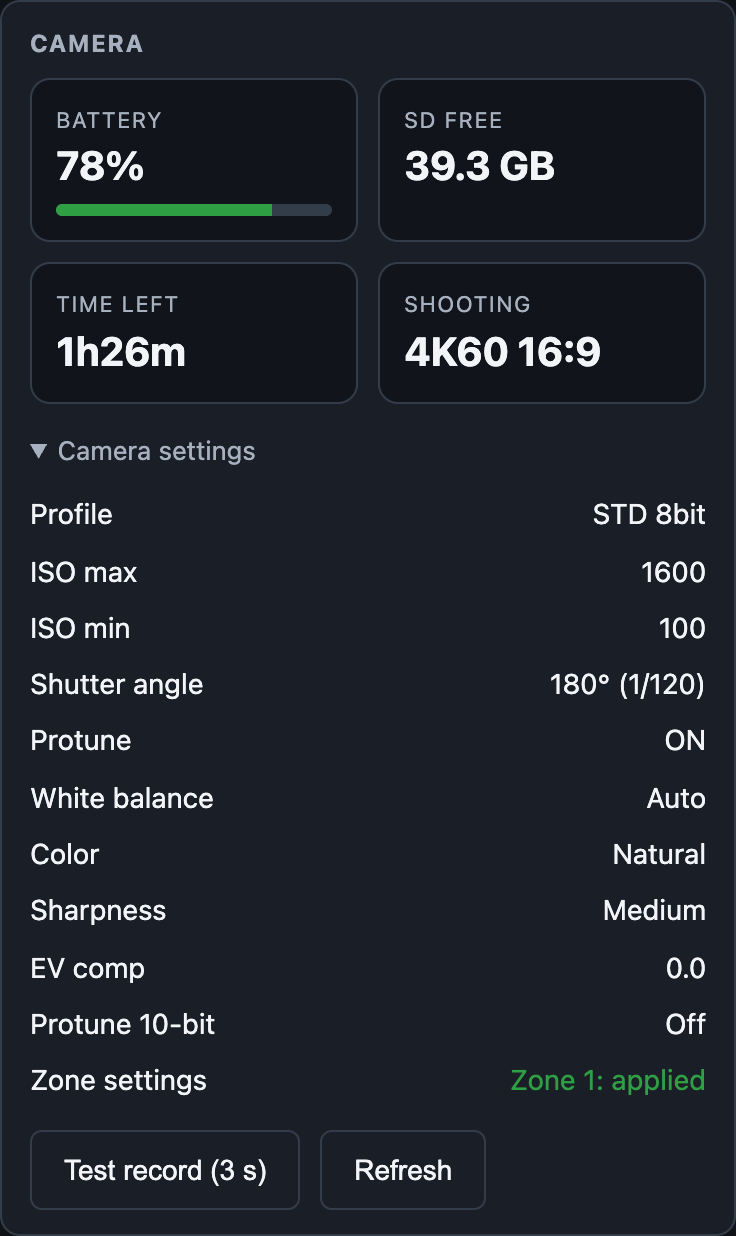 CAMERA
BATTERY
78%
SD FREE
39.3 GB
TIME LEFT
1h26m
SHOOTING
4K60 16:9
▼ Camera settings
Profile STD 8bit
ISO max 1600
ISO min 100
Shutter angle 180° (1/120)
Protune ON
White balance Auto
Color Natural
Sharpness Medium
EV comp 0.0
Protune 10-bit Off
Zone settings Zone 1: applied
Test record (3 s) Refresh